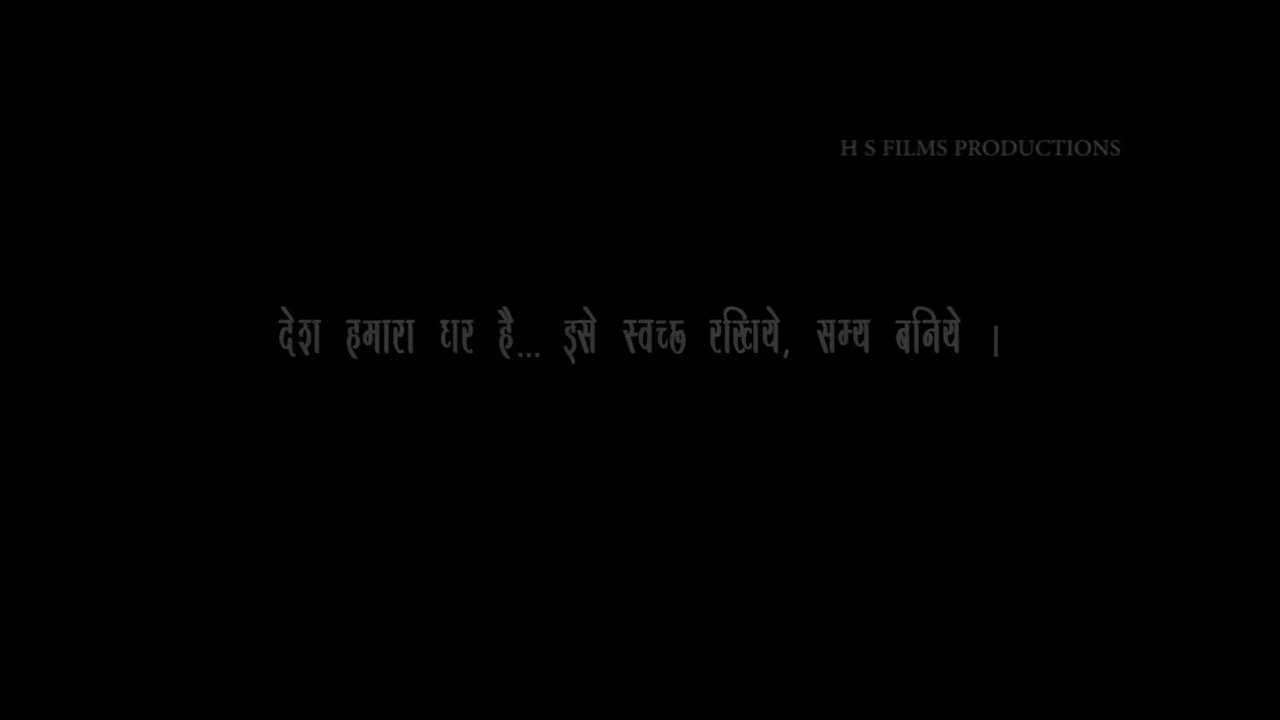 H S FILMS PRODUCTIONS
देश हमारा घर है... इसे स्वच्छ रखिये, सभ्य बनिये ।